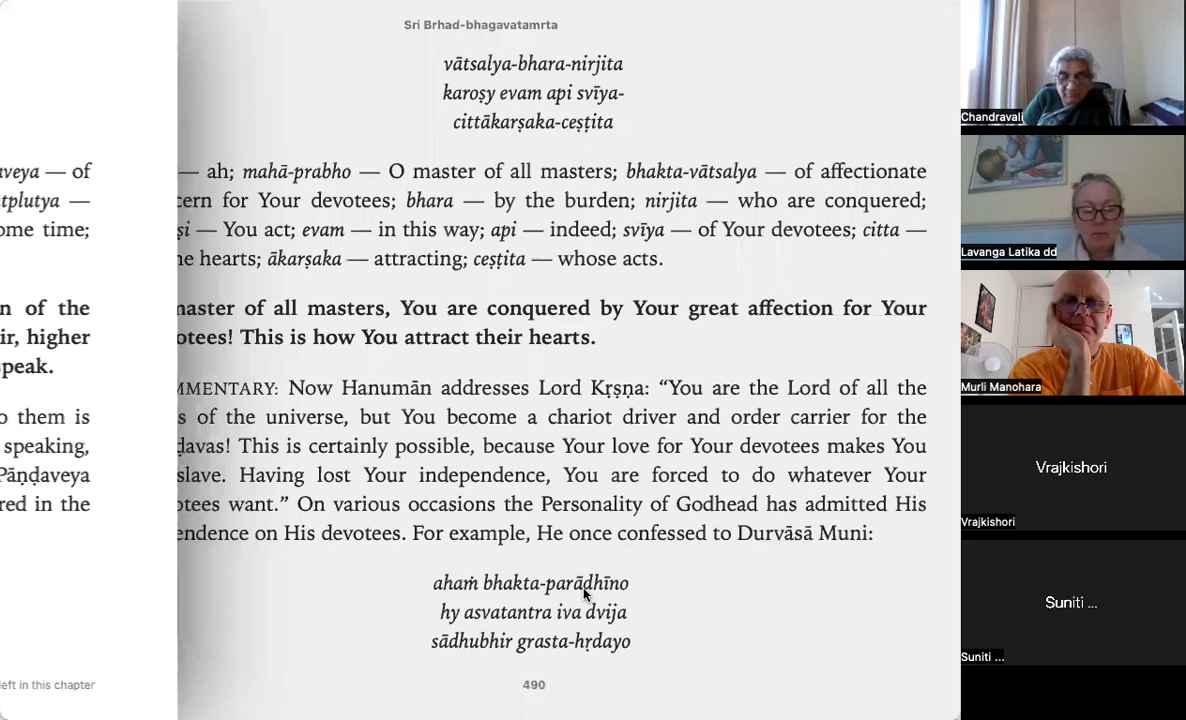 Sri Brhad-bhagavatamrta
vātsalya-bhara-nirjita
karoṣy evam api svīya-
cittākarṣaka-ceṣṭita
— ah; mahā-prabho — O master of all masters; bhakta-vātsalya — of affectionate
cern for Your devotees; bhara — by the burden; nirjita — who are conquered;
ṣi — You act; evam — in this way; api — indeed; svīya — of Your devotees; citta —
he hearts; ākarṣaka — attracting; ceṣṭita — whose acts.
master of all masters, You are conquered by Your great affection for Your
otees! This is how You attract their hearts.
MMENTARY: Now Hanumān addresses Lord Kṛṣṇa: “You are the Lord of all the
s of the universe, but You become a chariot driver and order carrier for the
ḍavas! This is certainly possible, because Your love for Your devotees makes You
slave. Having lost Your independence, You are forced to do whatever Your
otees want.” On various occasions the Personality of Godhead has admitted His
endence on His devotees. For example, He once confessed to Durvāsā Muni:
ahaṁ bhakta-parādhīno
hy asvatantra iva dvija
sādhubhir grasta-hṛdayo
490
aveya — of
tplutya —
ome time;
n of the
ir, higher
speak.
o them is
speaking,
Pāṇḍaveya
red in the
left in this chapter
Chandravali
Lavanga Latika dd
Murli Manohara
Vrajkishori
Vrajkishori
Suniti ...
Suniti ...